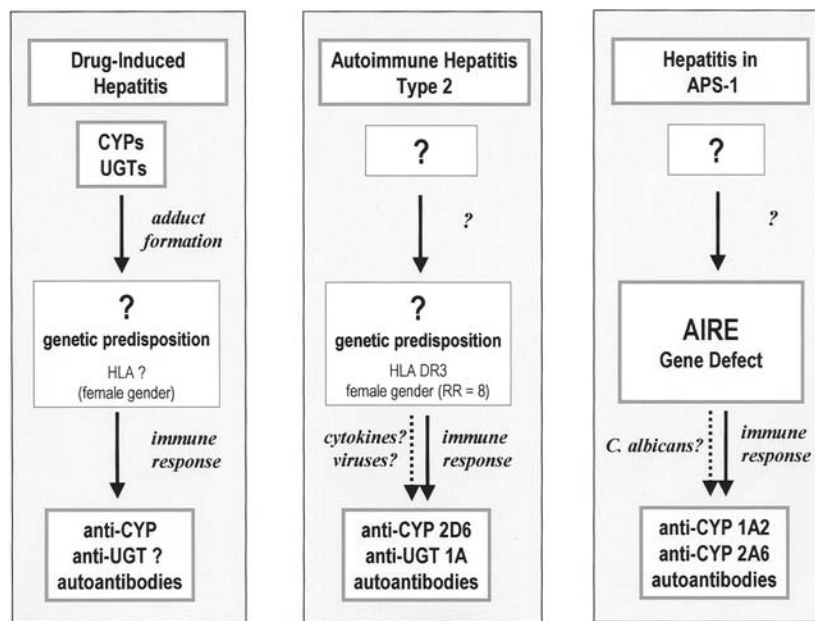 Drug-Induced
Hepatitis
CYPs
UGTs
adduct
formation
?
genetic predisposition
HLA ?
(female gender)
immune
response
anti-CYP
anti-UGT ?
autoantibodies
Autoimmune Hepatitis
Type 2
?
?
?
genetic predisposition
HLA DR3
female gender (RR = 8)
cytokines?
viruses?
immune
response
anti-CYP 2D6
anti-UGT 1A
autoantibodies
Hepatitis in
APS-1
?
?
AIRE
Gene Defect
C. albicans?
immune
response
anti-CYP 1A2
anti-CYP 2A6
autoantibodies